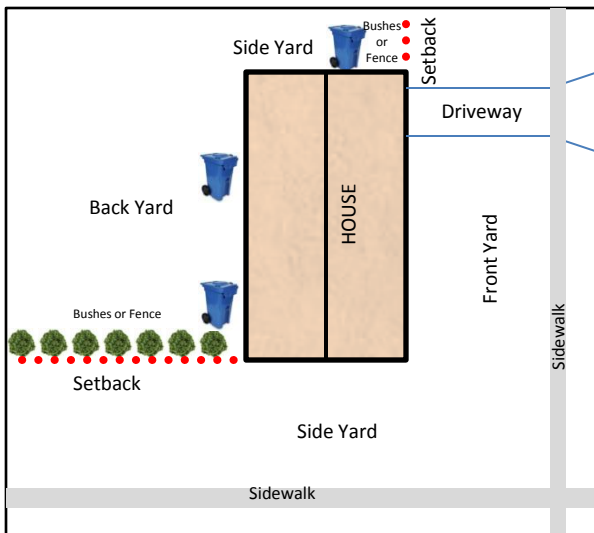 Bushes
or
Fence
Side Yard
Setback
Driveway
Back Yard
HOUSE
Front Yard
Bushes or Fence
Sidewalk
Setback
Side Yard
Sidewalk